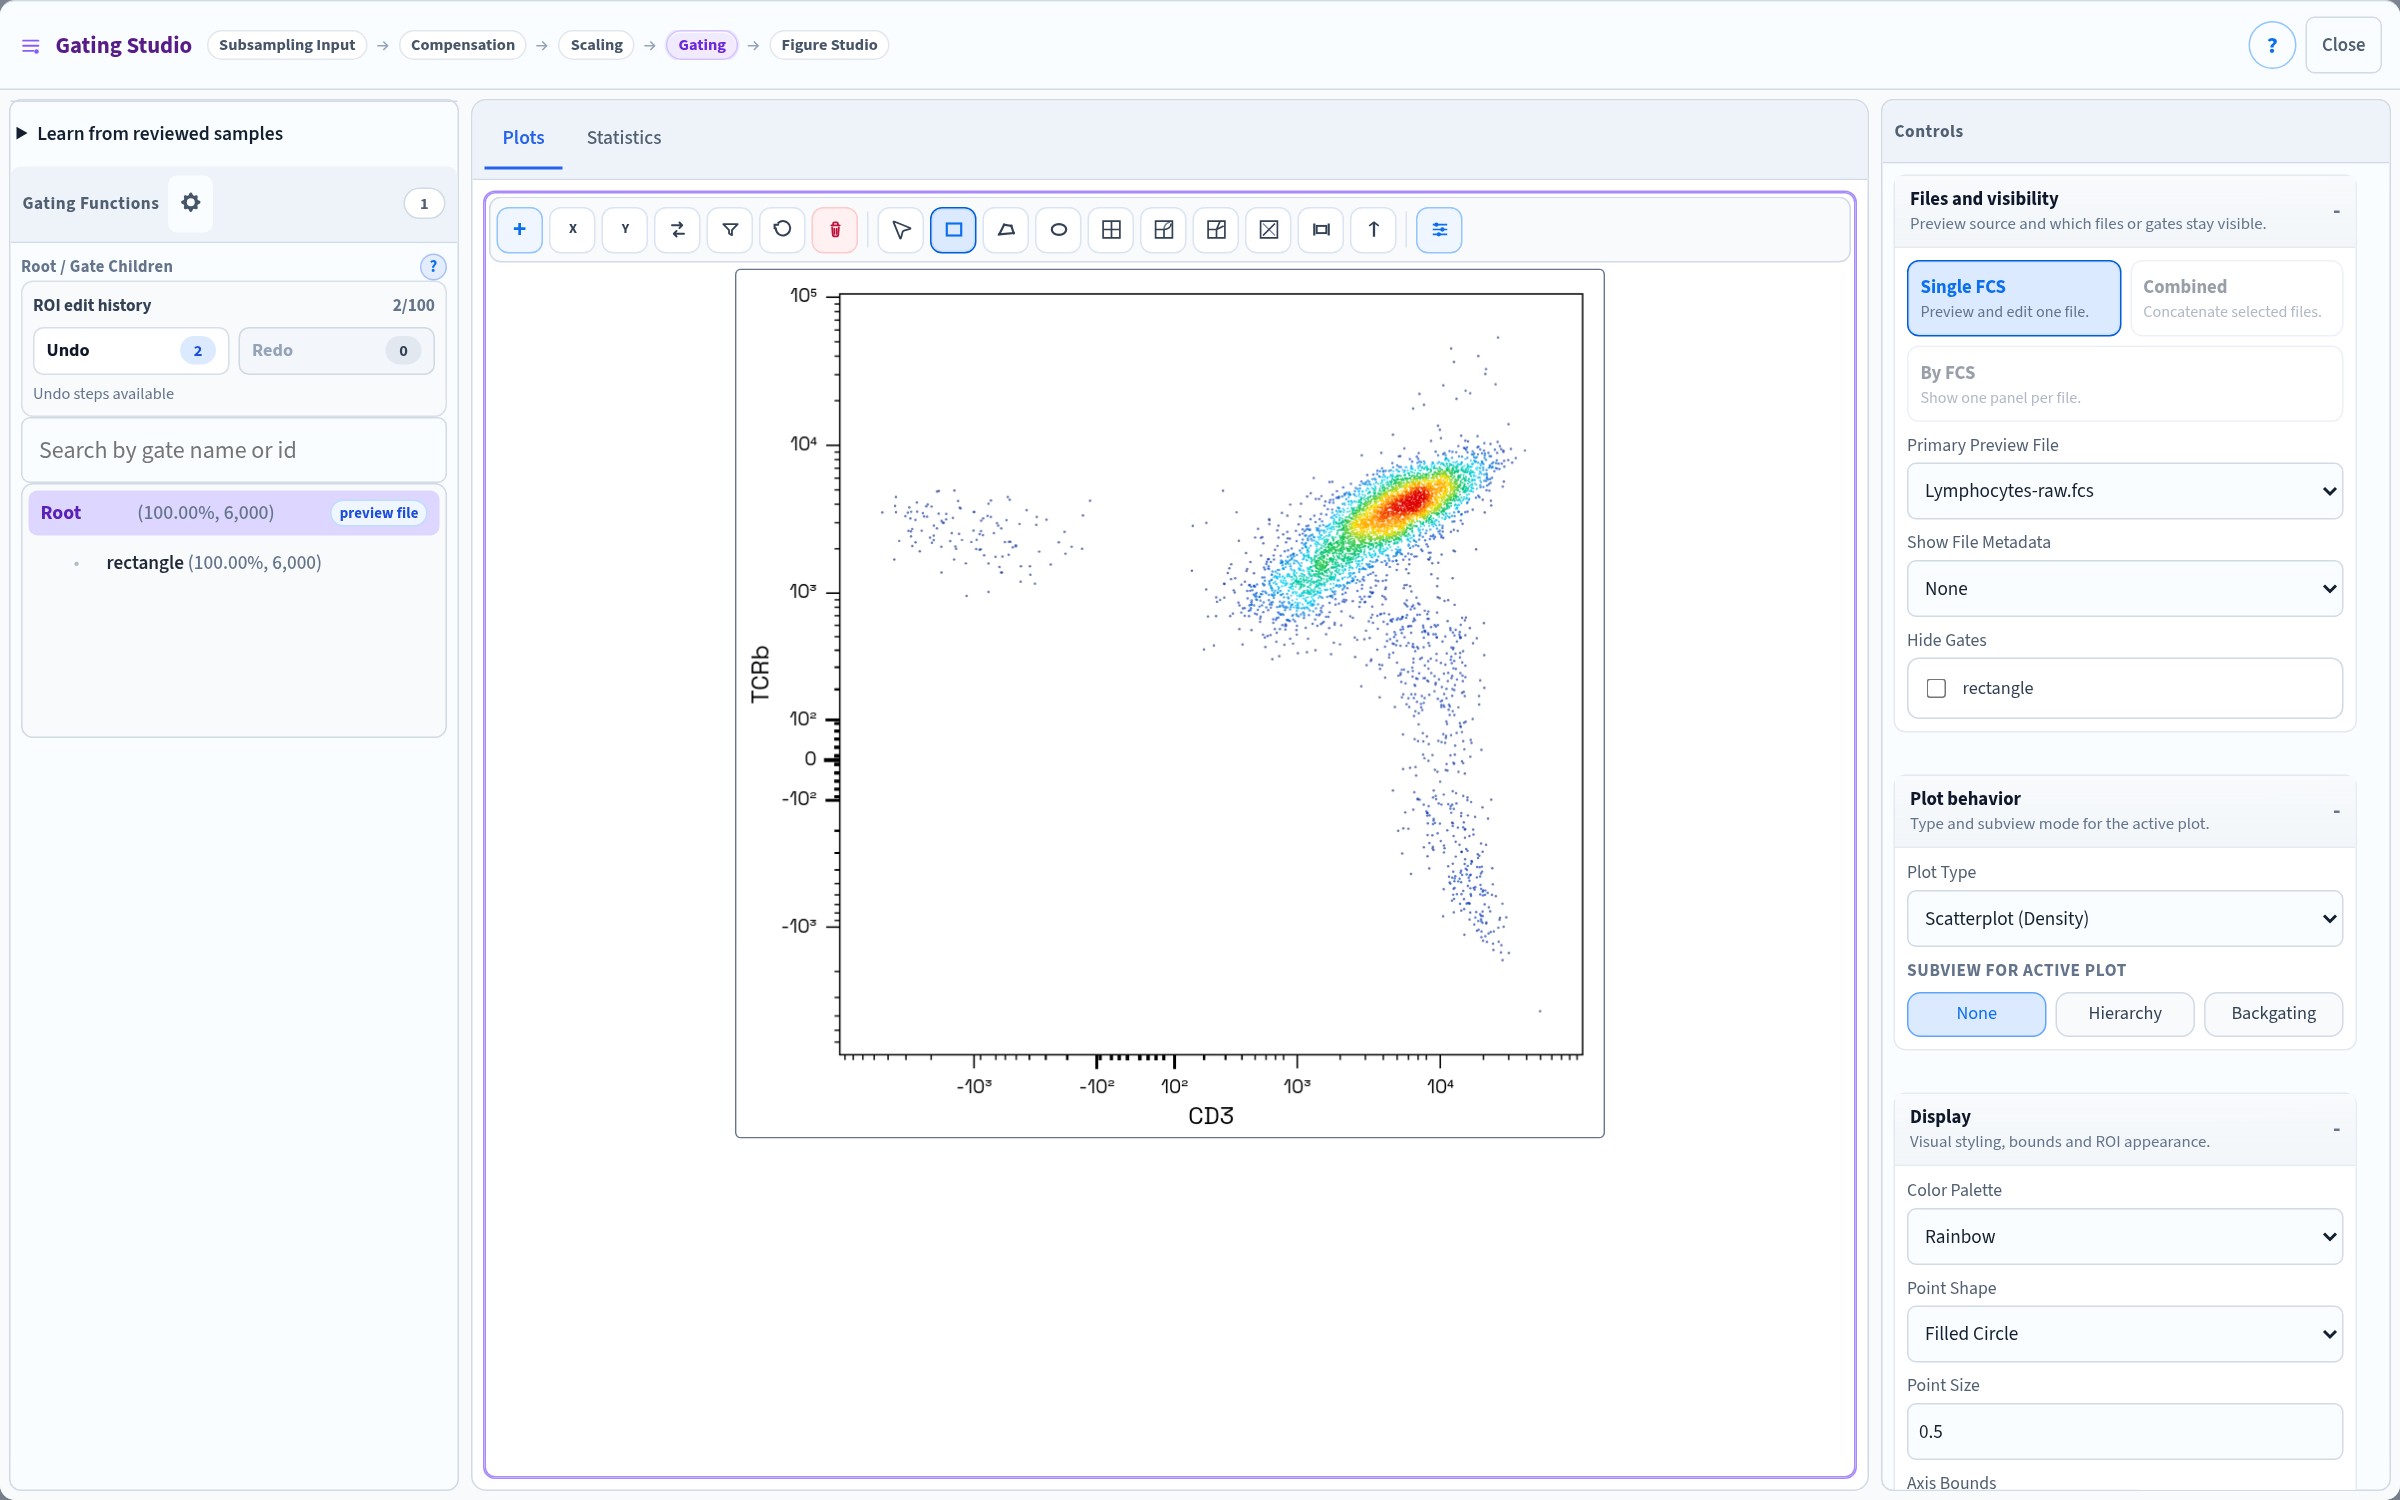 Gating Studio
Subsampling Input → Compensation → Scaling → Gating → Figure Studio
?
Close
Learn from reviewed samples
Gating Functions
1
Root / Gate Children
?
ROI edit history
2/100
Undo 2
Redo 0
Undo steps available
Search by gate name or id
Root (100.00%, 6,000) preview file
rectangle (100.00%, 6,000)
Plots
Statistics
+ X Y
10⁵
10⁴
10³
10²
0
-10²
-10³
TCRb
-10³ -10² 10² 10³ 10⁴
CD3
Controls
Files and visibility
-
Preview source and which files or gates stay visible.
Single FCS
Preview and edit one file.
Combined
Concatenate selected files.
By FCS
Show one panel per file.
Primary Preview File
Lymphocytes-raw.fcs
Show File Metadata
None
Hide Gates
rectangle
Plot behavior
-
Type and subview mode for the active plot.
Plot Type
Scatterplot (Density)
SUBVIEW FOR ACTIVE PLOT
None
Hierarchy
Backgating
Display
-
Visual styling, bounds and ROI appearance.
Color Palette
Rainbow
Point Shape
Filled Circle
Point Size
0.5
Axis Bounds